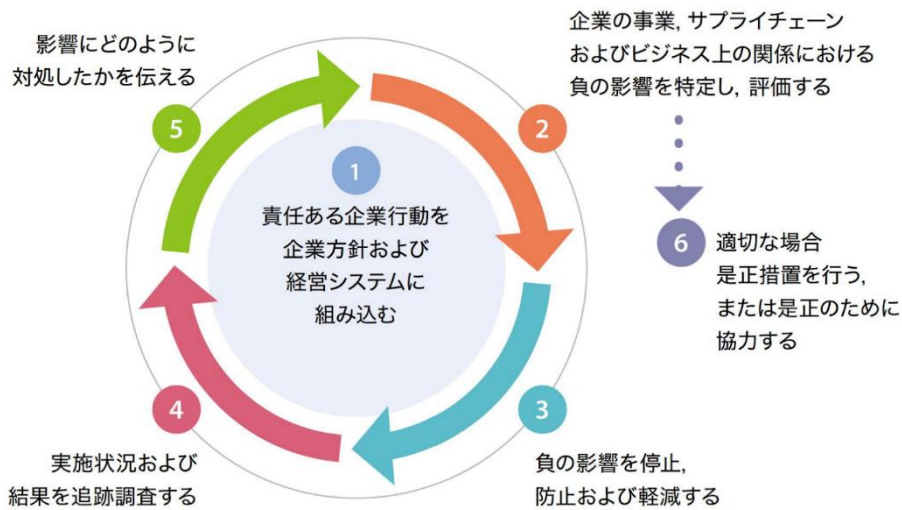 1
責任ある企業行動を
企業方針および
経営システムに
組み込む
2
企業の事業, サプライチェーン
およびビジネス上の関係における
負の影響を特定し, 評価する
3
負の影響を停止,
防止および軽減する
4
実施状況および
結果を追跡調査する
5
影響にどのように
対処したかを伝える
6
適切な場合
是正措置を行う,
または是正のために
協力する